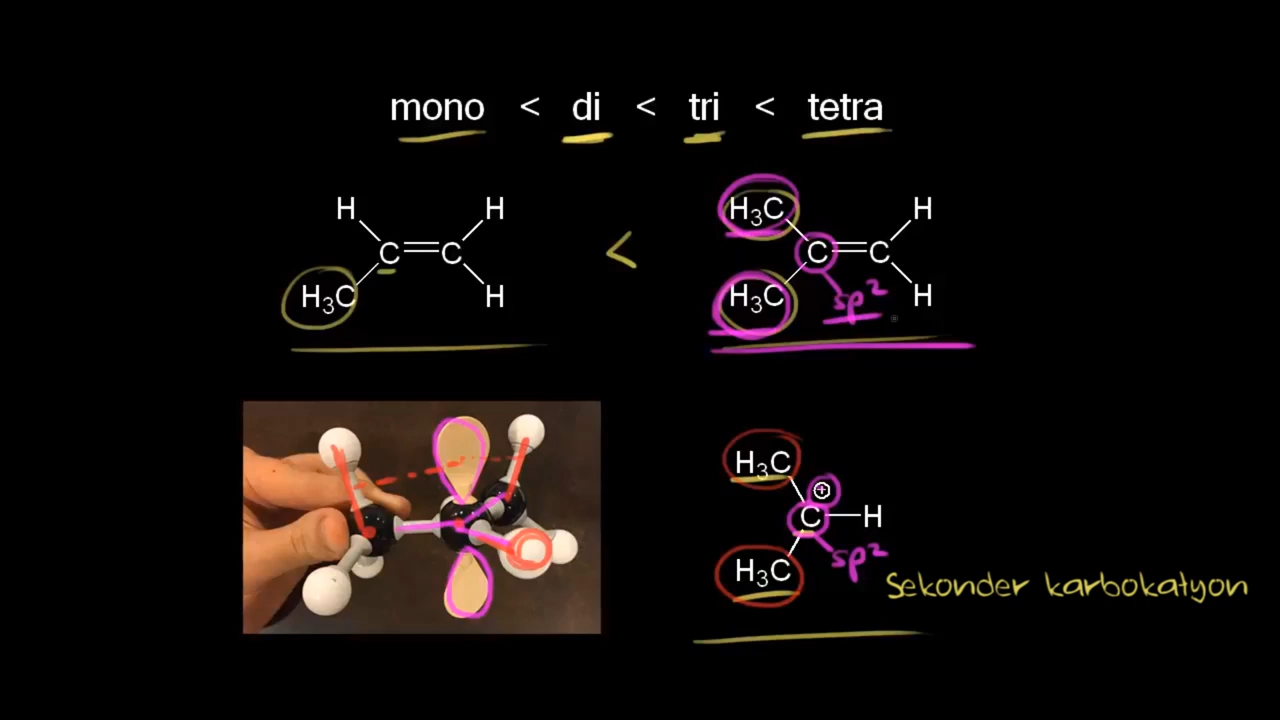 mono < di < tri < tetra
H H H₃C H
C=C < C=C
H₃C H H₃C sp² H
H₃C
⊕
C—H
H₃C sp²
Sekonder karbokatyon